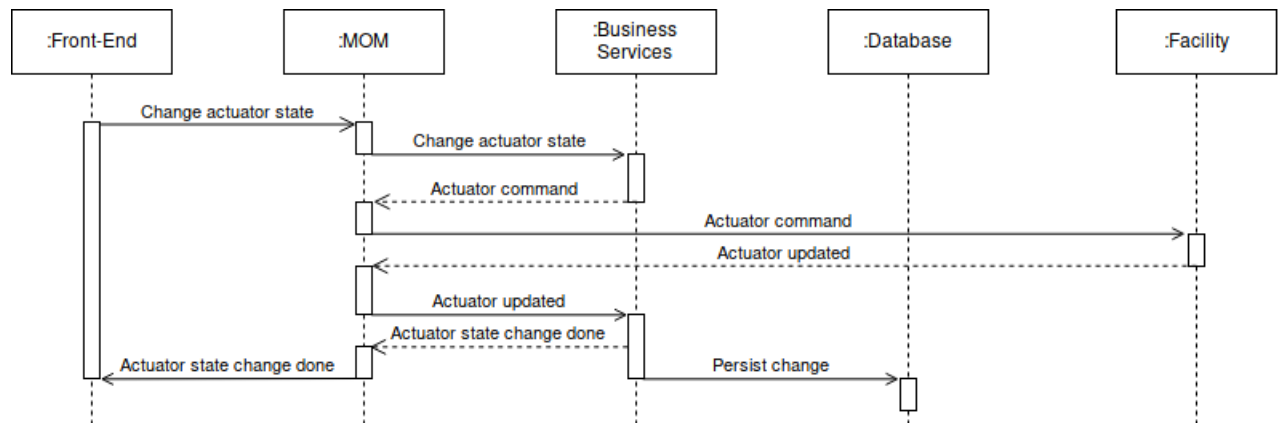 :Front-End
:MOM
:Business
Services
:Database
:Facility
Change actuator state
Change actuator state
Actuator command
Actuator command
Actuator updated
Actuator updated
Actuator state change done
Actuator state change done
Persist change